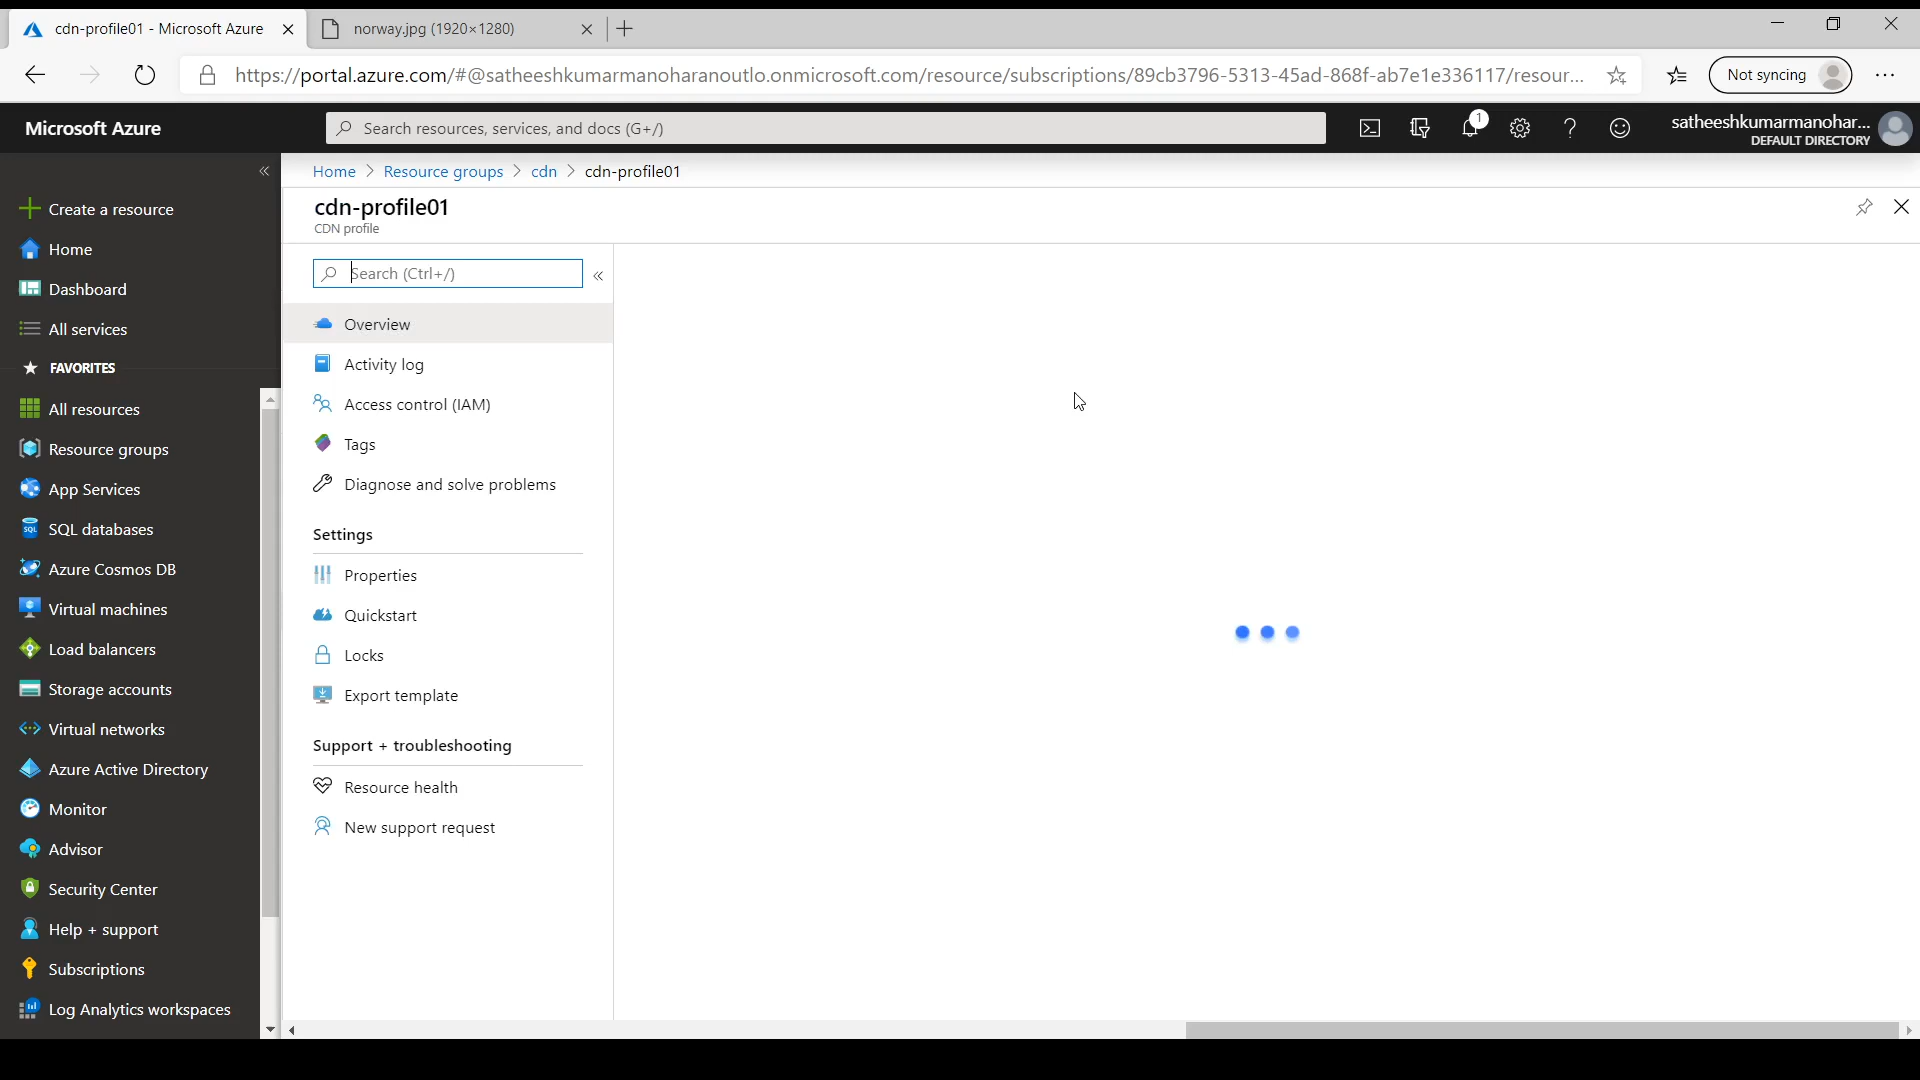 cdn-profile01 - Microsoft Azure
norway.jpg (1920×1280)
https://portal.azure.com/#@satheeshkumarmanoharanoutlo.onmicrosoft.com/resource/subscriptions/89cb3796-5313-45ad-868f-ab7e1e336117/resour...
Not syncing
Microsoft Azure
Search resources, services, and docs (G+/)
1
satheeshkumarmanohar...
DEFAULT DIRECTORY
Home > Resource groups > cdn > cdn-profile01
cdn-profile01
CDN profile
Create a resource
Home
Dashboard
All services
FAVORITES
All resources
Resource groups
App Services
SQL databases
Azure Cosmos DB
Virtual machines
Load balancers
Storage accounts
Virtual networks
Azure Active Directory
Monitor
Advisor
Security Center
Help + support
Subscriptions
Log Analytics workspaces
Search (Ctrl+/)
Overview
Activity log
Access control (IAM)
Tags
Diagnose and solve problems
Settings
Properties
Quickstart
Locks
Export template
Support + troubleshooting
Resource health
New support request